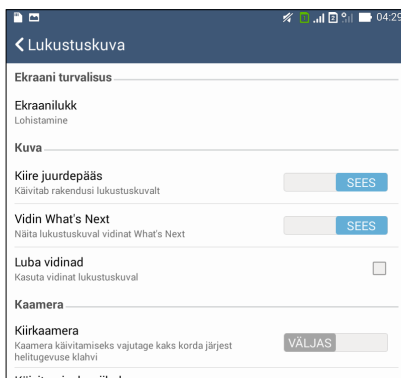 04:29
Lukustuskuva
Ekraani turvalisus
Ekraanilukk
Lohistamine
Kuva
Kiire juurdepääs
Käivitab rakendusi lukustuskuvalt
SEES
Vidin What's Next
Näita lukustuskuval vidinat What's Next
SEES
Luba vidinad
Kasuta vidinat lukustuskuval
Kaamera
Kiirkaamera
Kaamera käivitamiseks vajutage kaks korda järjest
helitugevuse klahvi
VÄLJAS